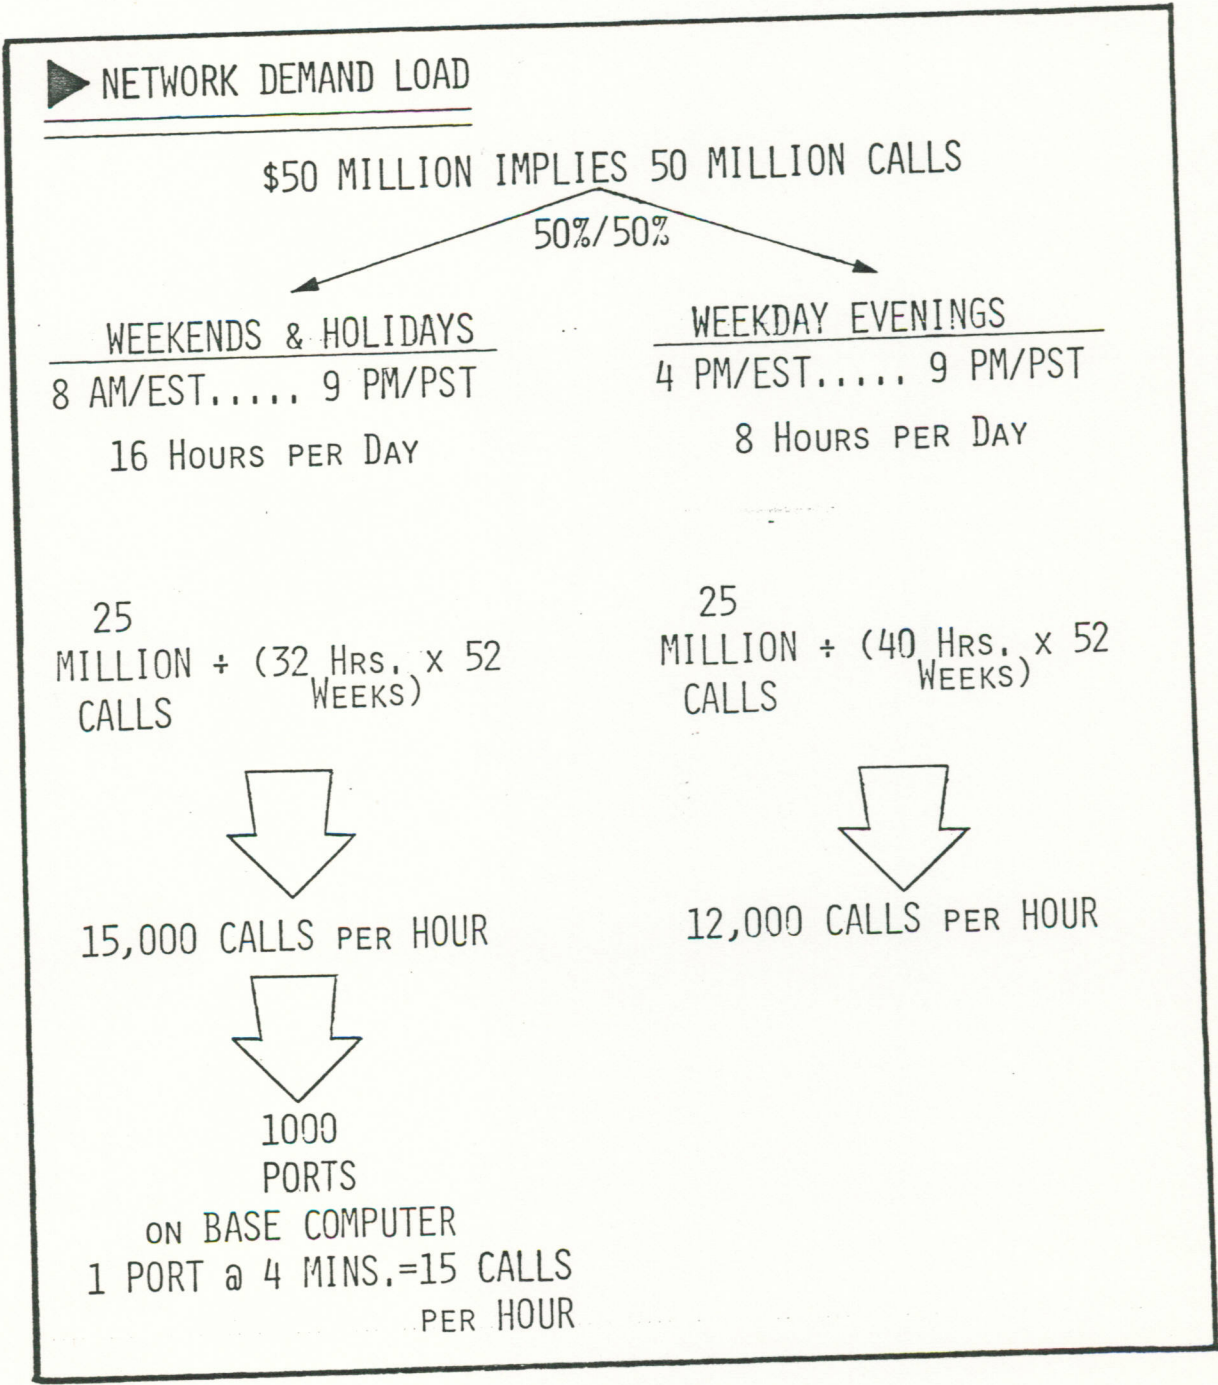 NETWORK DEMAND LOAD
$50 MILLION IMPLIES 50 MILLION CALLS
50%/50%
WEEKENDS & HOLIDAYS
8 AM/EST..... 9 PM/PST
16 HOURS PER DAY
25
MILLION ÷ (32 HRS. X 52
WEEKS)
CALLS
15,000 CALLS PER HOUR
1000
PORTS
ON BASE COMPUTER
1 PORT @ 4 MINS.=15 CALLS
PER HOUR
WEEKDAY EVENINGS
4 PM/EST..... 9 PM/PST
8 HOURS PER DAY
25
MILLION ÷ (40 HRS. X 52
WEEKS)
CALLS
12,000 CALLS PER HOUR